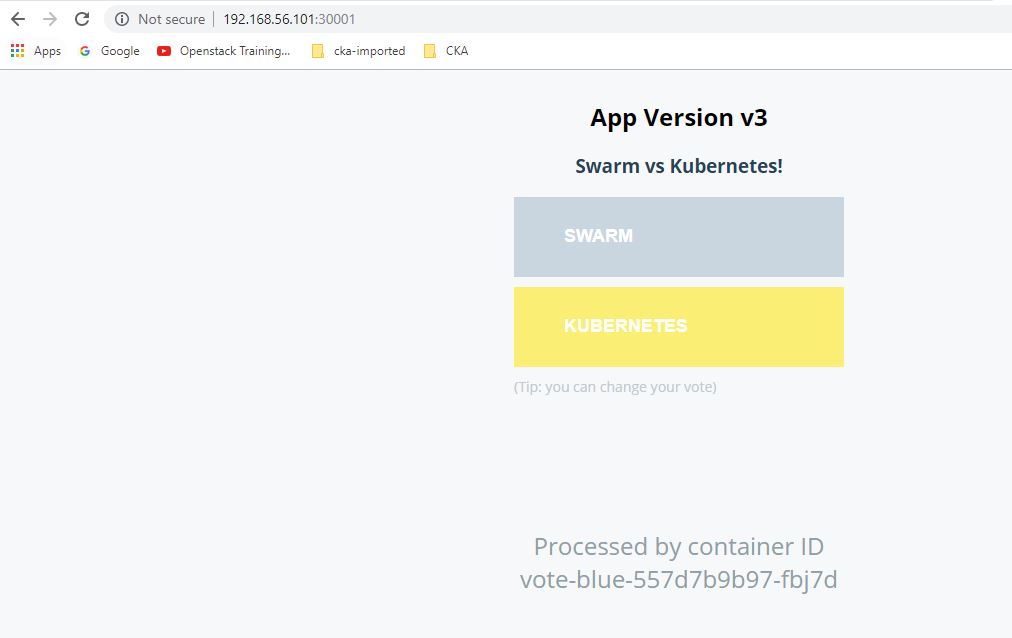 Not secure 192.168.56.101:30001
Apps Google Openstack Training... cka-imported CKA
App Version v3
Swarm vs Kubernetes!
SWARM
KUBERNETES
(Tip: you can change your vote)
Processed by container ID
vote-blue-557d7b9b97-fbj7d